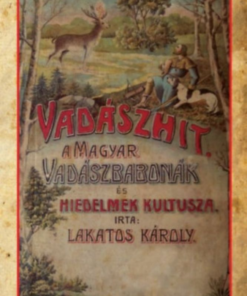 VADÁSZHIT.
A MAGYAR
VADÁSZBABONÁK
ÉS
HIEDELMEK KULTUSZA.
IRTA:
LAKATOS KÁROLY.